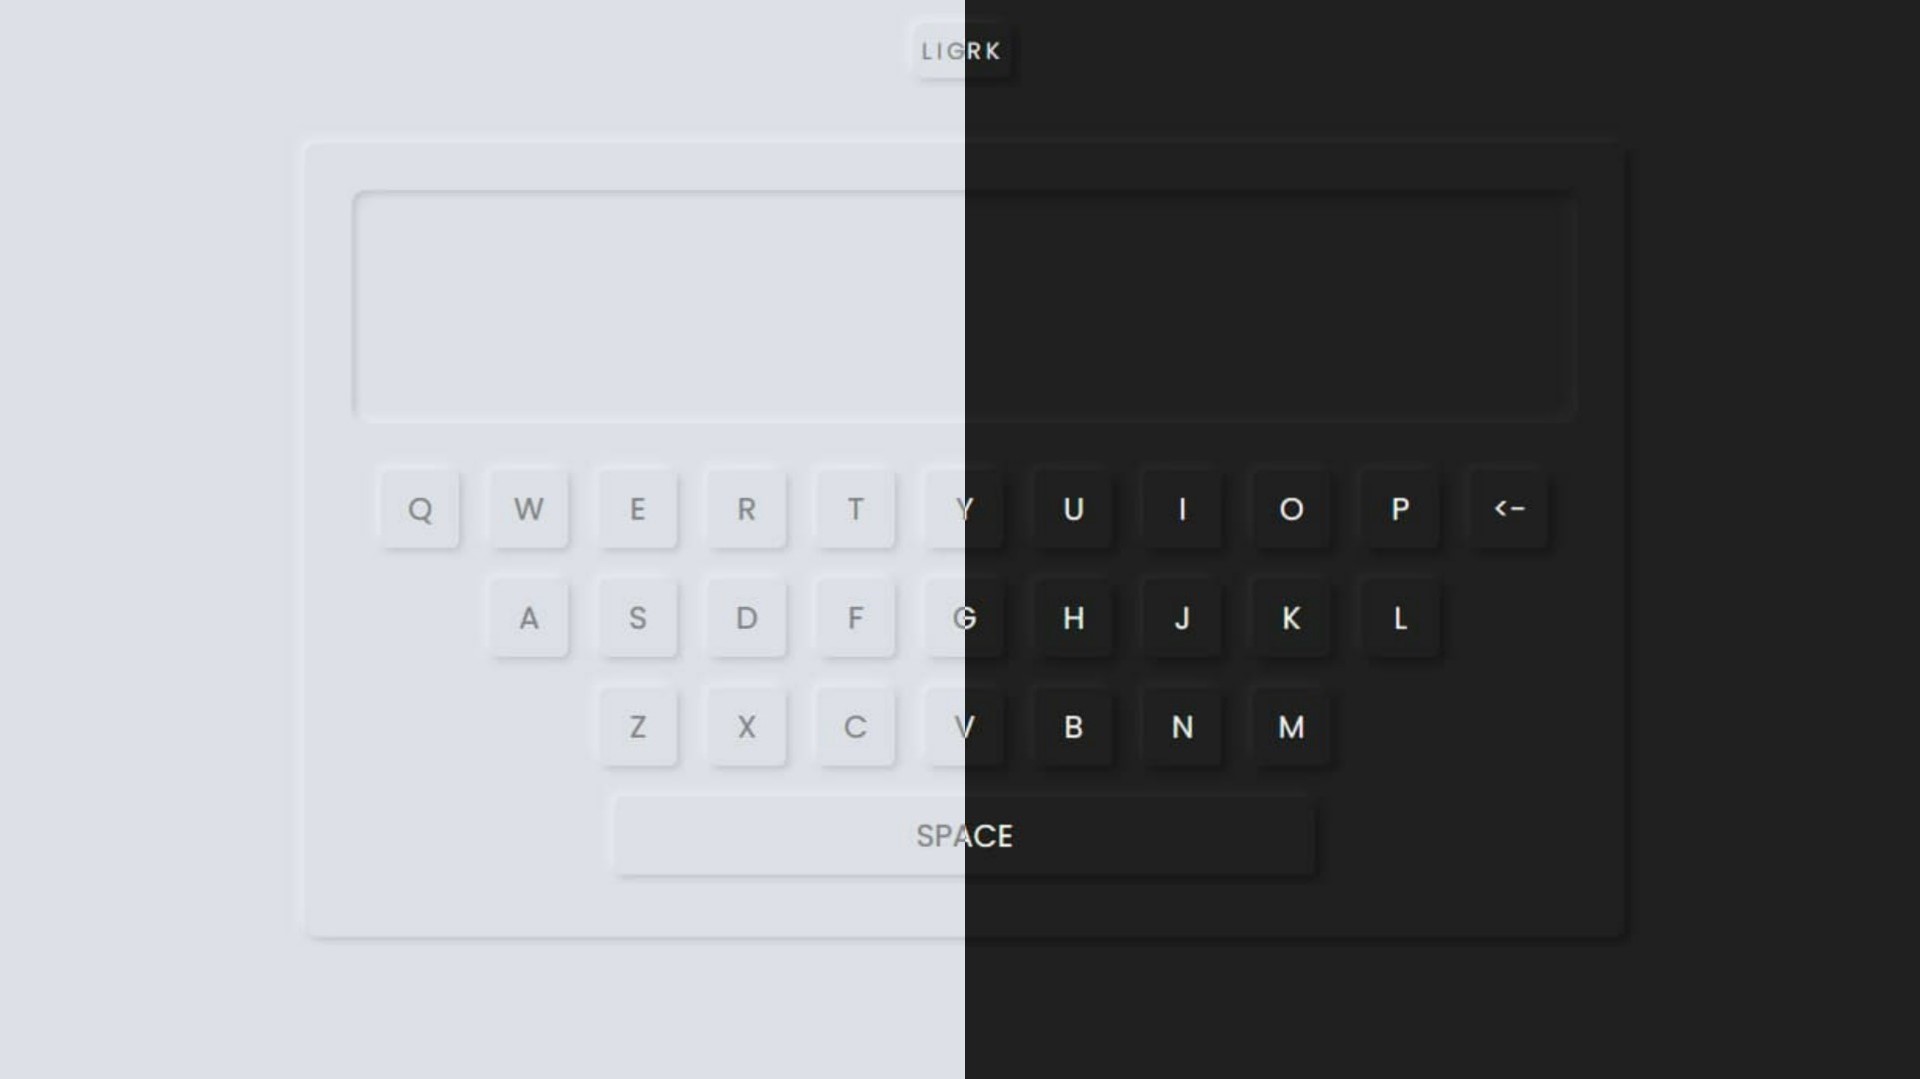 LIGRK
Q W E R T Y U I O P <-
A S D F G H J K L
Z X C V B N M
SPACE